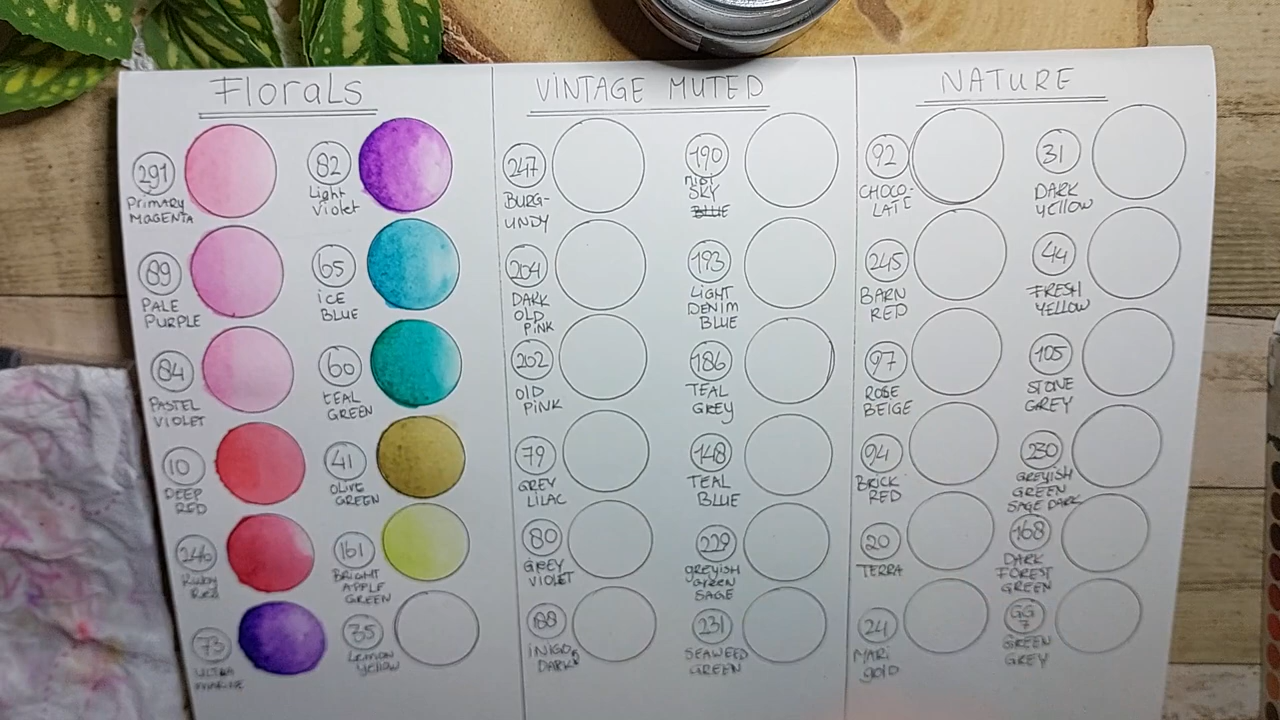 Florals
291
PRIMARY
MAGENTA
89
PALE
PURPLE
84
PASTEL
VIOLET
10
DEEP
RED
246
Ruby
Red
73
ULTRA
MARINE
82
Light
Violet
65
iCE
BLUE
60
tEAL
GREEN
41
OLIVE
GREEN
161
BRIGHT
APPLE
GREEN
35
Lemon
yellow
VINTAGE MUTED
247
BURG-
UNDY
204
DARK
OLD
PINK
202
OlD
PiNK
79
GREY
LILAC
80
GREY
VIOLET
188
iNIGO
DARK
190
SKY
BLUE
193
LIGHT
DENIM
BLUE
186
TEAL
GREY
148
TEAL
BLUE
229
GREYiSH
GREEN
SAGE
231
SEAWEED
GREEN
NATURE
92
CHOCO-
LATE
245
BARN
RED
97
ROSE
BEIGE
94
BRICK
RED
20
TERRA
24
MARi
gOlD
31
DARK
YELLOW
44
FRESH
YELLOW
105
STONE
GREY
230
GREYISH
GREEN
SAGE DARK
168
DARK
FOREST
GREEN
GG
7
GREEN
GREY